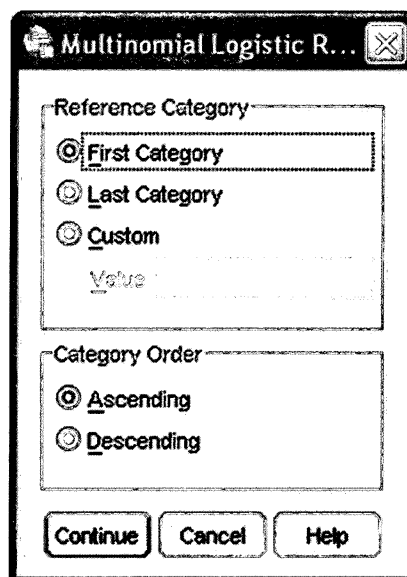 Multinomial Logistic R...
Reference Category
First Category
Last Category
Custom
Value
Category Order
Ascending
Descending
Continue Cancel Help